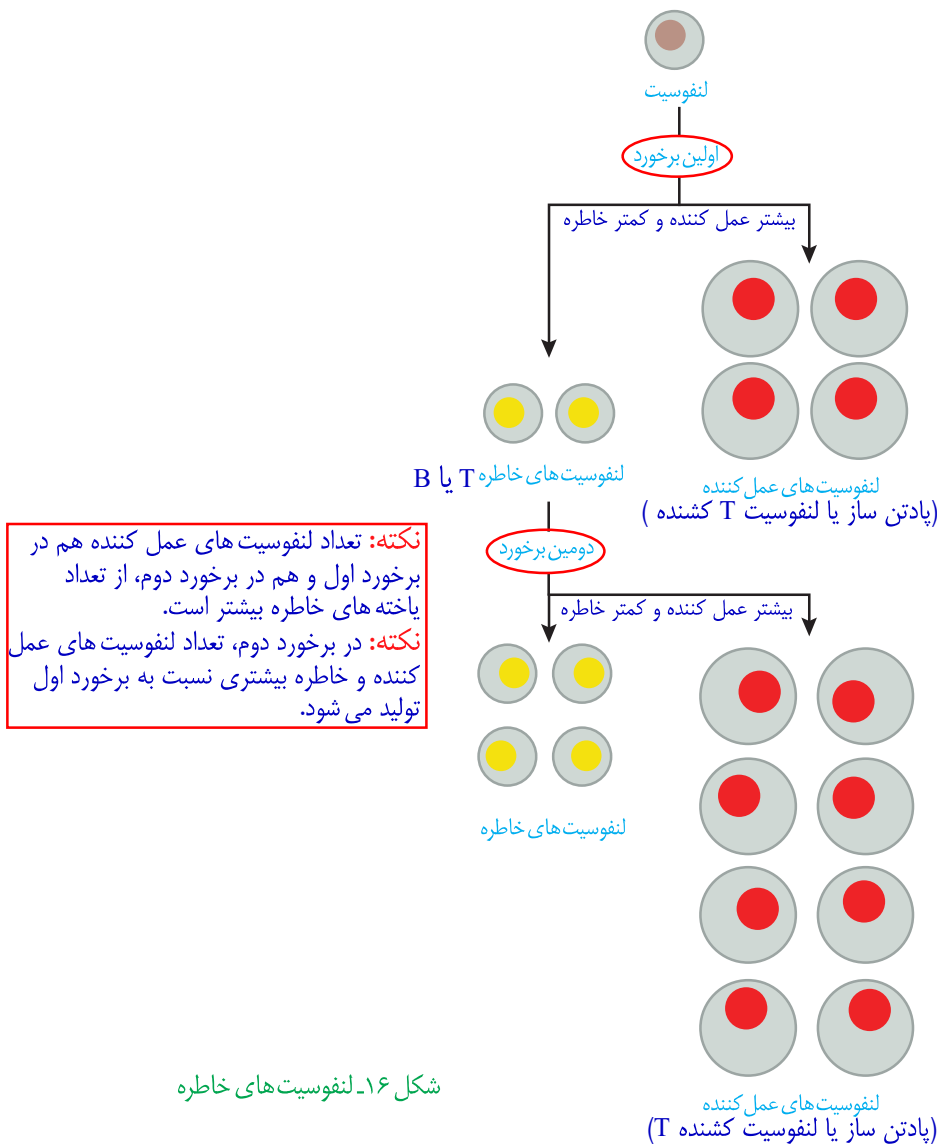 لنفوسیت
اولین برخورد
بیشتر عمل کننده و کمتر خاطره
لنفوسیت‌های خاطره T یا B
لنفوسیت‌های عمل کننده
(پادتن ساز یا لنفوسیت T کشنده )
دومین برخورد
بیشتر عمل کننده و کمتر خاطره
نکته: تعداد لنفوسیت های عمل کننده هم در
برخورد اول و هم در برخورد دوم، از تعداد
یاخته های خاطره بیشتر است.
نکته: در برخورد دوم، تعداد لنفوسیت های عمل
کننده و خاطره بیشتری نسبت به برخورد اول
تولید می شود.
لنفوسیت‌های خاطره
لنفوسیت‌های عمل کننده
(پادتن ساز یا لنفوسیت کشنده T)
شکل ۱۶ـ لنفوسیت‌های خاطره